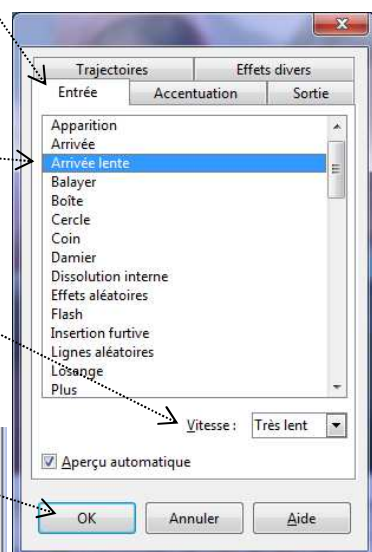 Trajectoires Effets divers
Entrée Accentuation Sortie
Apparition
Arrivée
Arrivée lente
Balayer
Boîte
Cercle
Coin
Damier
Dissolution interne
Effets aléatoires
Flash
Insertion furtive
Lignes aléatoires
Losange
Plus
Vitesse : Très lent
Aperçu automatique
OK Annuler Aide